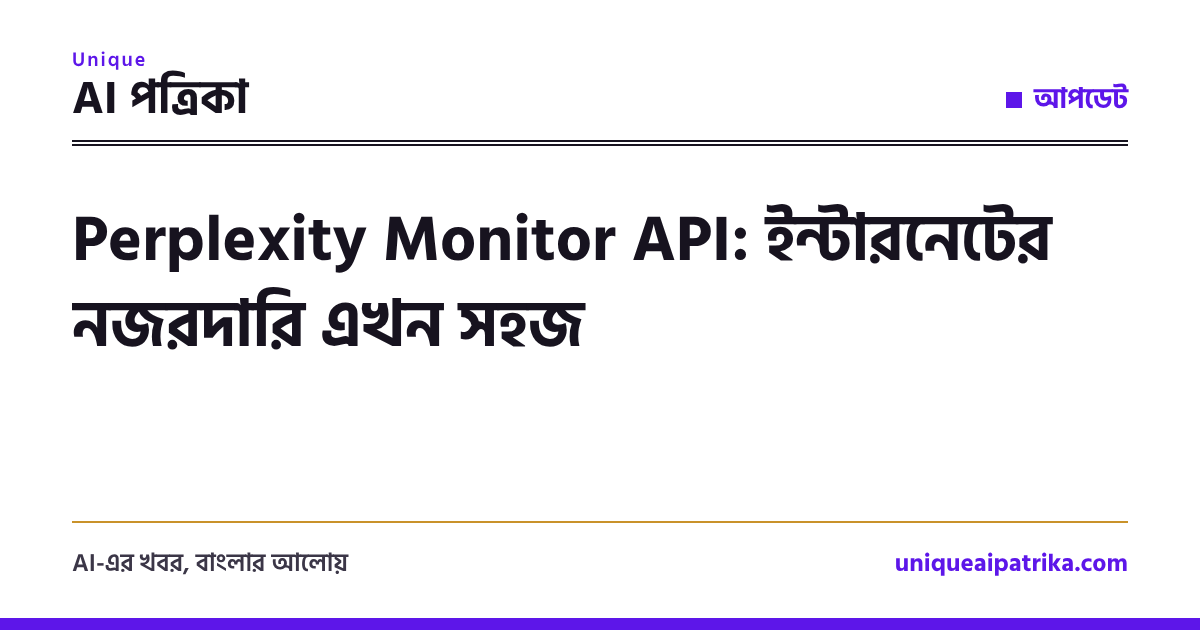 Unique
AI পত্রিকা
আপডেট
Perplexity Monitor API: ইন্টারনেটের
নজরদারি এখন সহজ
AI-এর খবর, বাংলার আলোয়
uniqueaipatrika.com